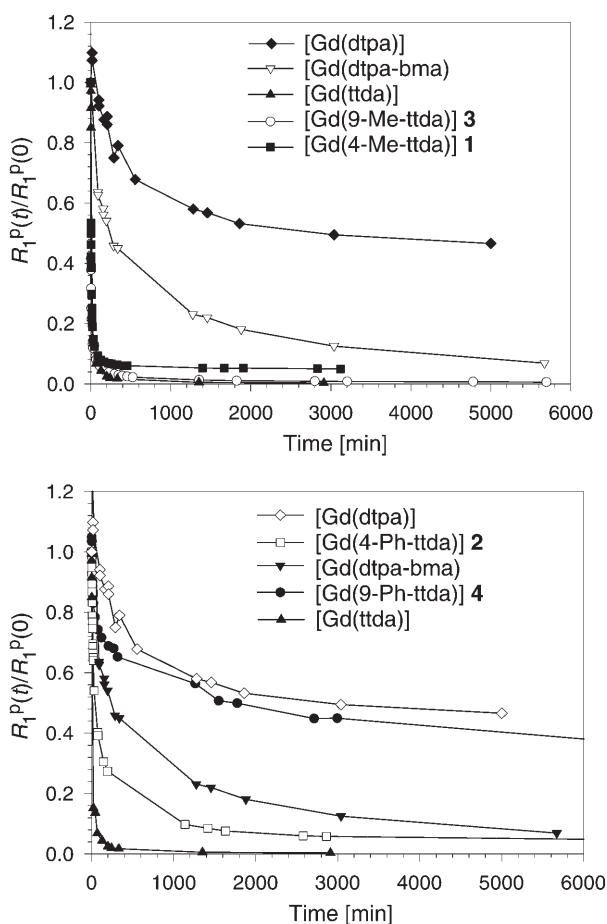 1.2
1.0
0.8
0.6
0.4
0.2
0.0
R₁ᵖ(t)/R₁ᵖ(0)
[Gd(dtpa)]
[Gd(dtpa-bma)
[Gd(ttda)]
[Gd(9-Me-ttda)] 3
[Gd(4-Me-ttda)] 1
0 1000 2000 3000 4000 5000 6000
Time [min]
1.2
1.0
0.8
0.6
0.4
0.2
0.0
R₁ᵖ(t)/R₁ᵖ(0)
[Gd(dtpa)]
[Gd(4-Ph-ttda)] 2
[Gd(dtpa-bma)
[Gd(9-Ph-ttda)] 4
[Gd(ttda)]
0 1000 2000 3000 4000 5000 6000
Time [min]